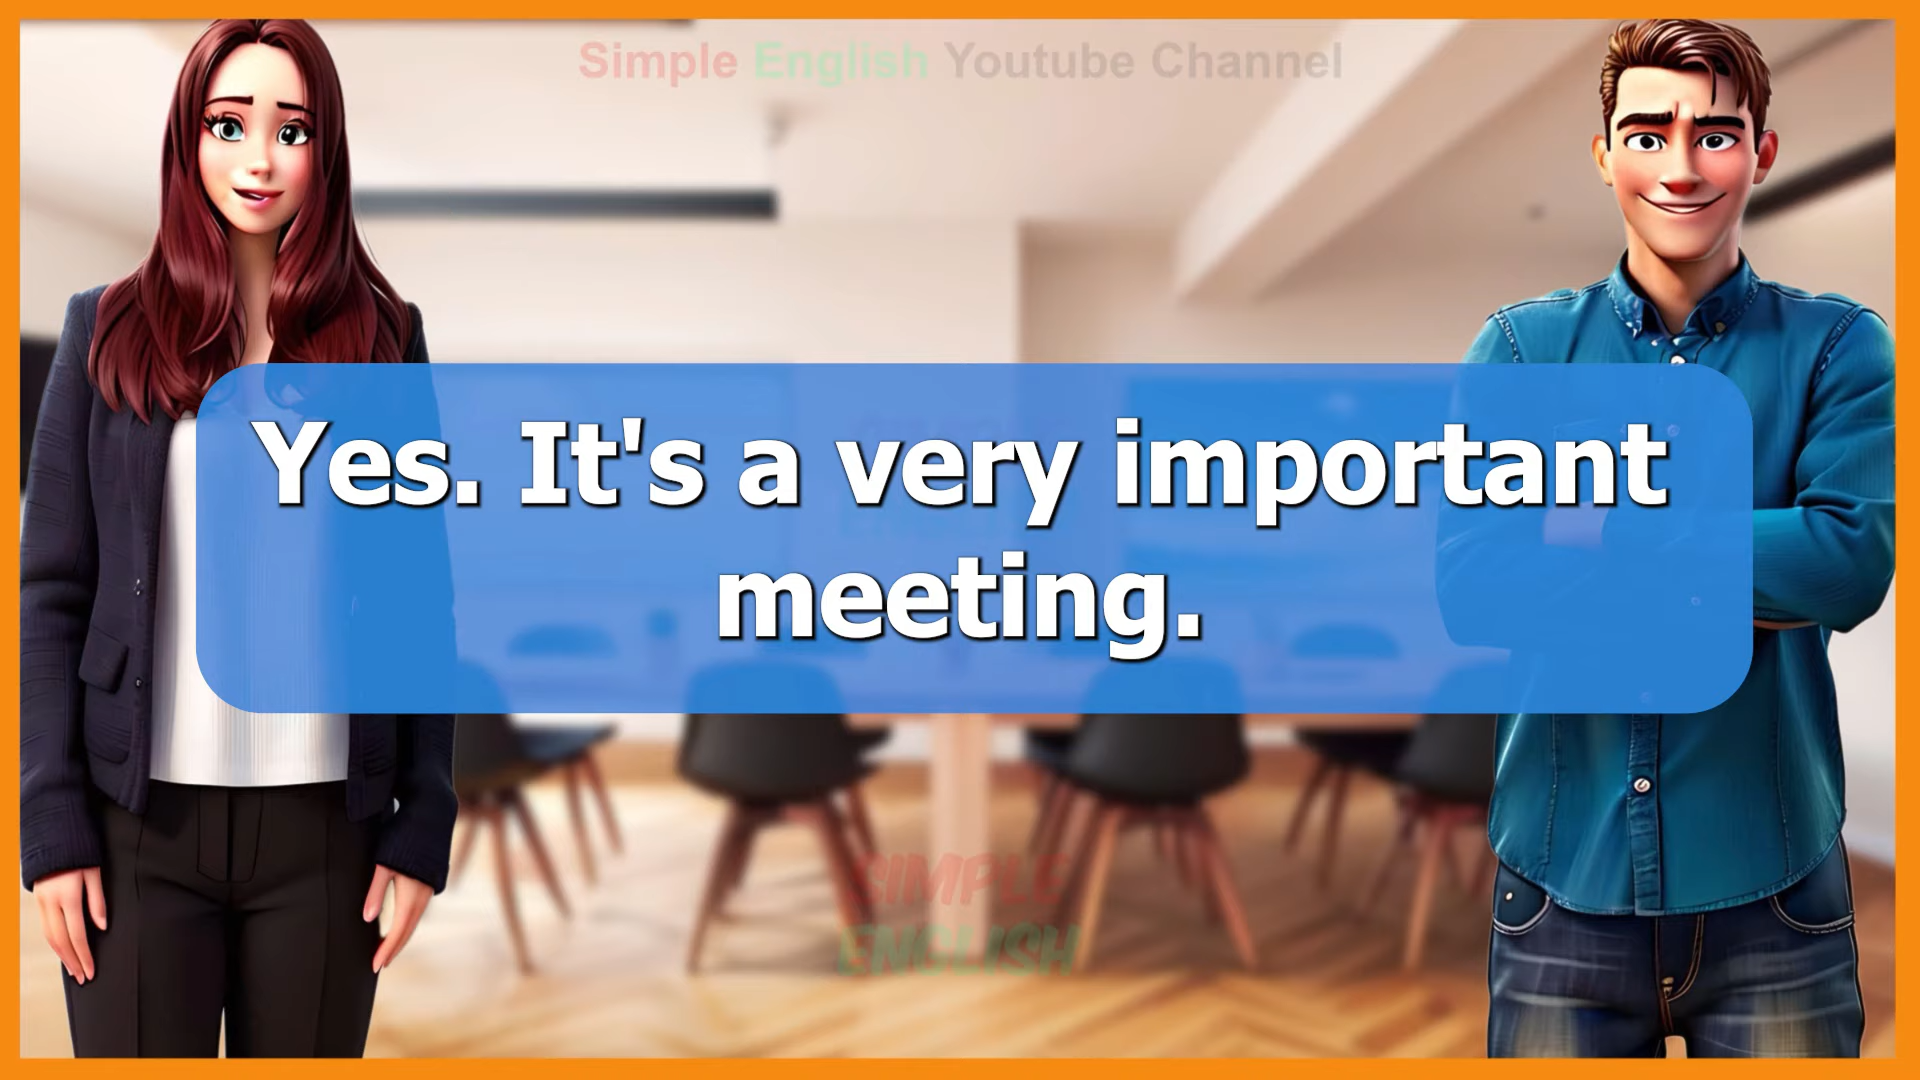 Simple English Youtube Channel
Yes. It's a very important
meeting.
SIMPLE
ENGLISH